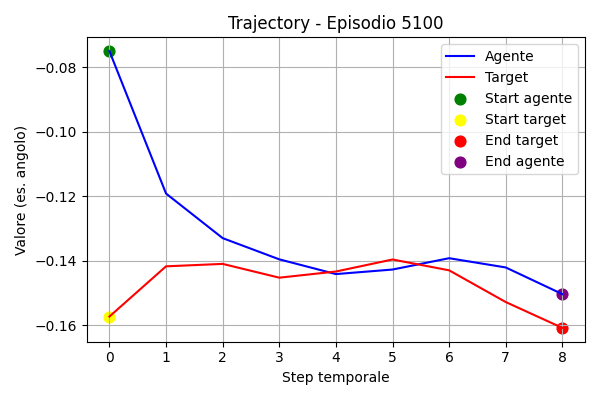 Trajectory - Episodio 5100
Valore (es. angolo)
−0.08
−0.10
−0.12
−0.14
−0.16
Agente
Target
Start agente
Start target
End target
End agente
0 1 2 3 4 5 6 7 8
Step temporale